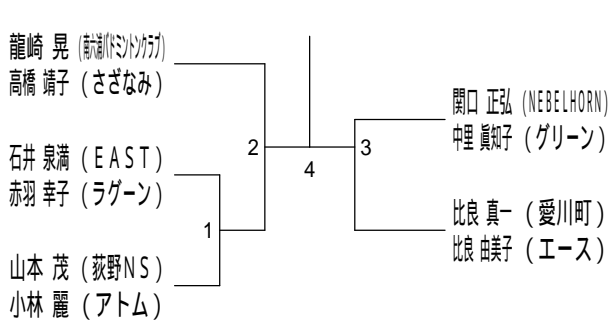 龍崎 晃 (南六浦バドミントンクラブ)
高橋 靖子 (さざなみ)
石井 泉満 (EAST)
赤羽 幸子 (ラグーン)
山本 茂 (荻野NS)
小林 麗 (アトム)
1
2
4
3
関口 正弘 (NEBELHORN)
中里 眞知子 (グリーン)
比良 真一 (愛川町)
比良 由美子 (エース)